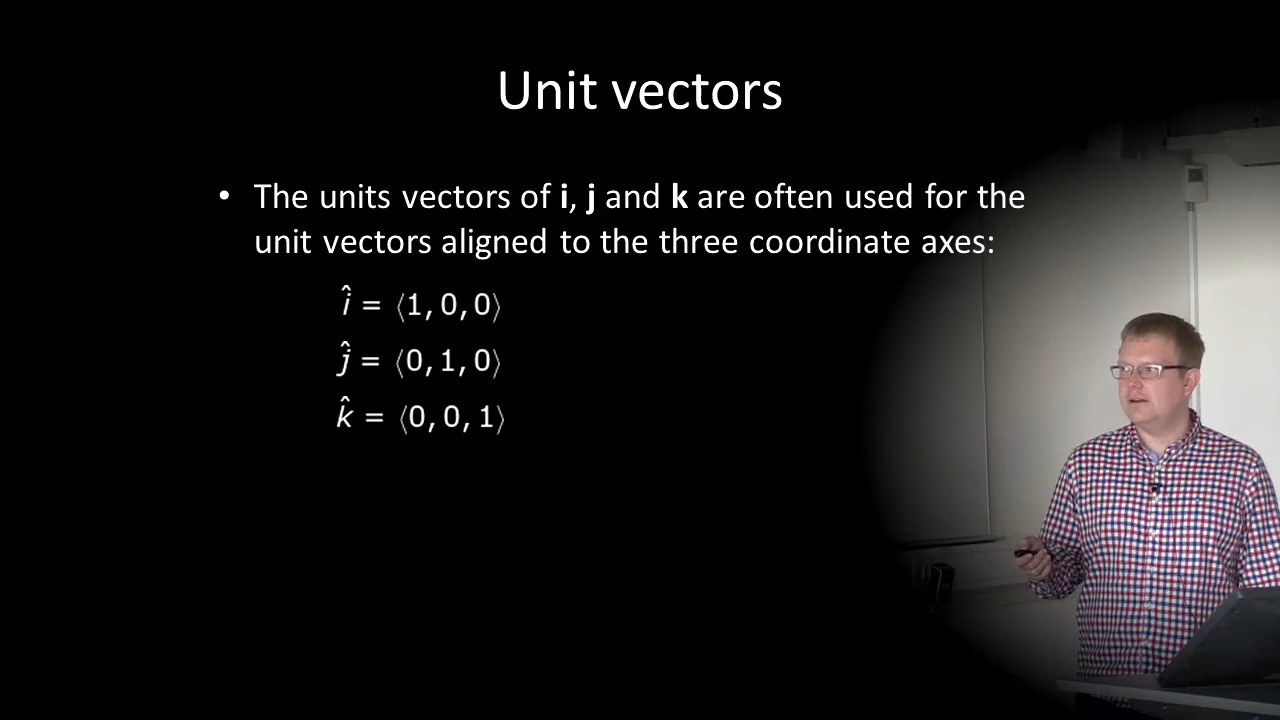 Unit vectors
• The units vectors of i, j and k are often used for the
unit vectors aligned to the three coordinate axes:
î = ⟨1, 0, 0⟩
ĵ = ⟨0, 1, 0⟩
k̂ = ⟨0, 0, 1⟩